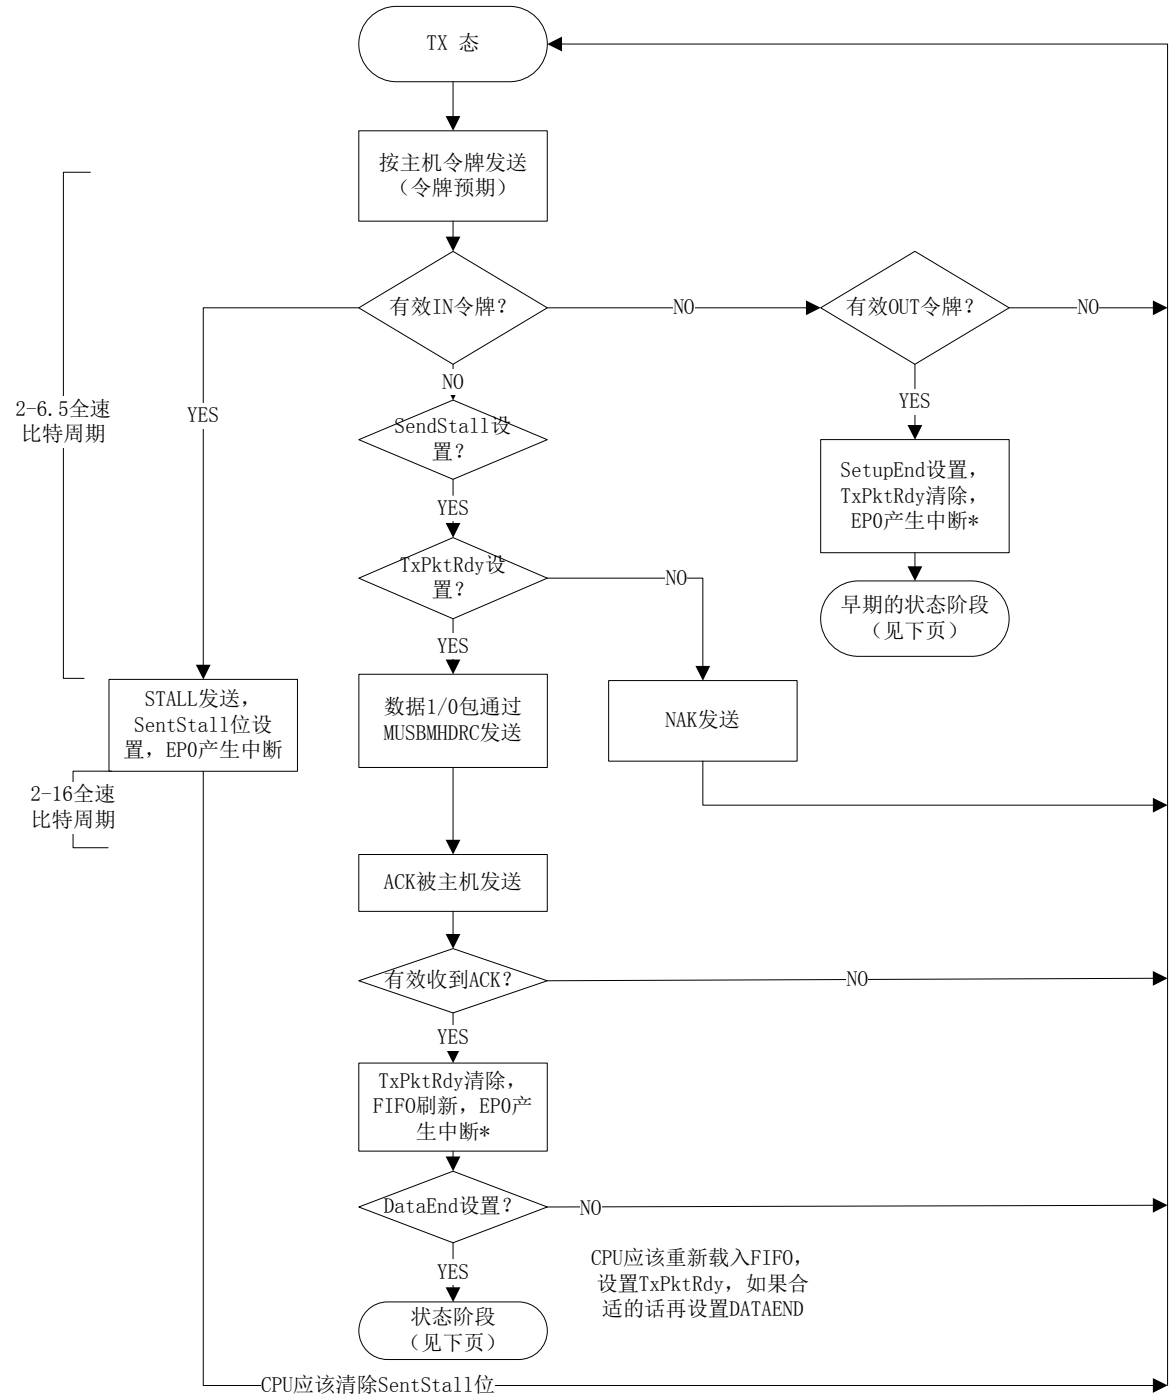 TX 态
按主机令牌发送
（令牌预期）
有效IN令牌？
NO
有效OUT令牌？
NO
NO
YES
2-6.5全速
比特周期
YES
SendStall设
置？
SetupEnd设置，
TxPktRdy清除，
EP0产生中断*
YES
TxPktRdy设
置？
NO
早期的状态阶段
（见下页）
YES
STALL发送，
SentStall位设
置，EP0产生中断
数据1/0包通过
MUSBMHDRC发送
NAK发送
2-16全速
比特周期
ACK被主机发送
有效收到ACK？
NO
YES
TxPktRdy清除，
FIFO刷新，EP0产
生中断*
DataEnd设置？
NO
CPU应该重新载入FIFO，
设置TxPktRdy，如果合
适的话再设置DATAEND
YES
状态阶段
（见下页）
CPU应该清除SentStall位